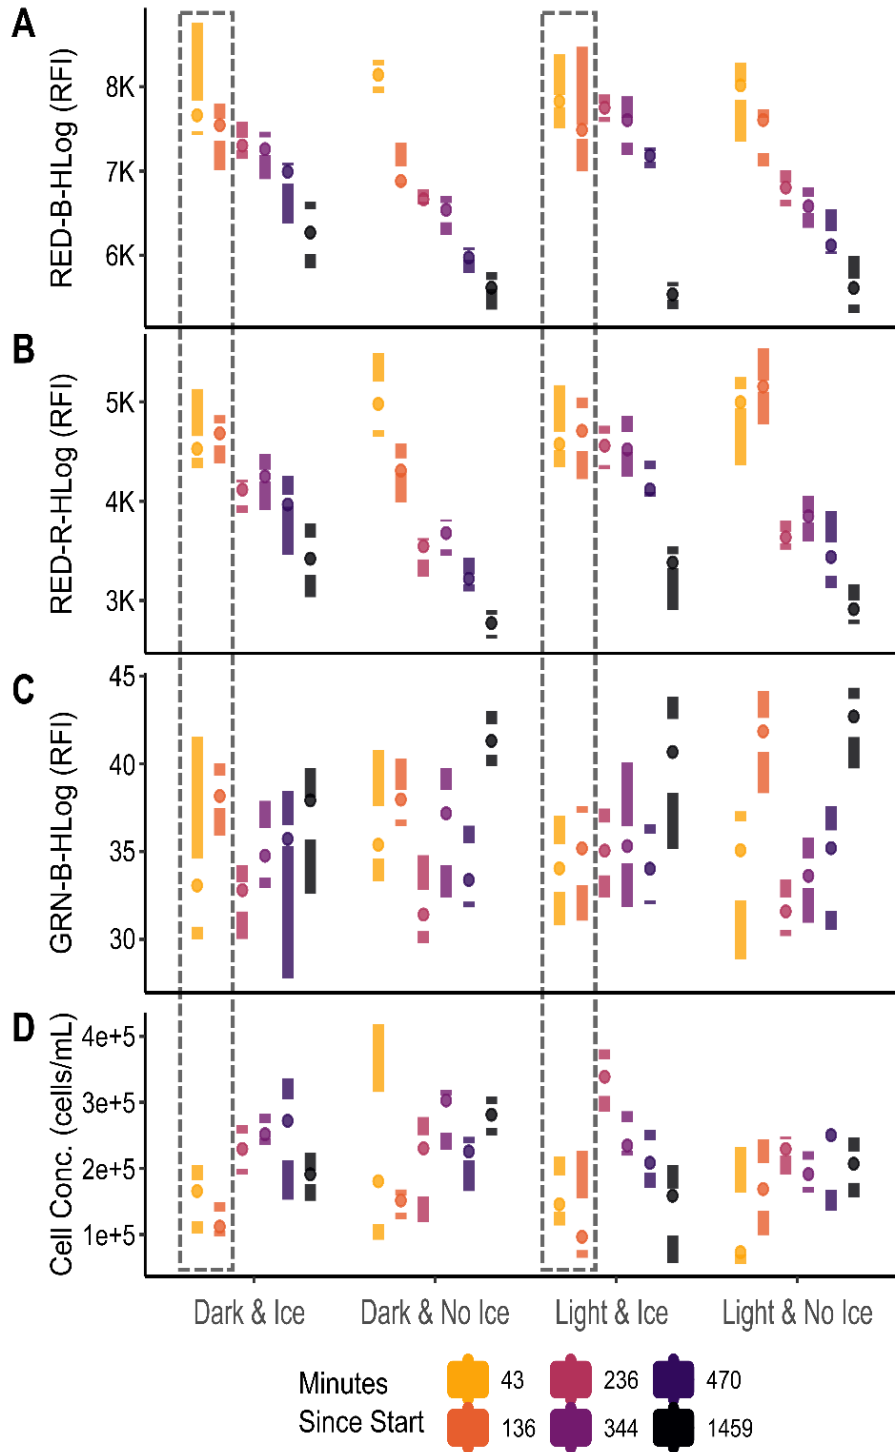 A
RED-B-HLog (RFI)
8K
7K
6K
B
RED-R-HLog (RFI)
5K
4K
3K
C
GRN-B-HLog (RFI)
45
40
35
30
D
Cell Conc. (cells/mL)
4e+5
3e+5
2e+5
1e+5
Dark & Ice Dark & No Ice Light & Ice Light & No Ice
Minutes
Since Start
43 236 470
136 344 1459